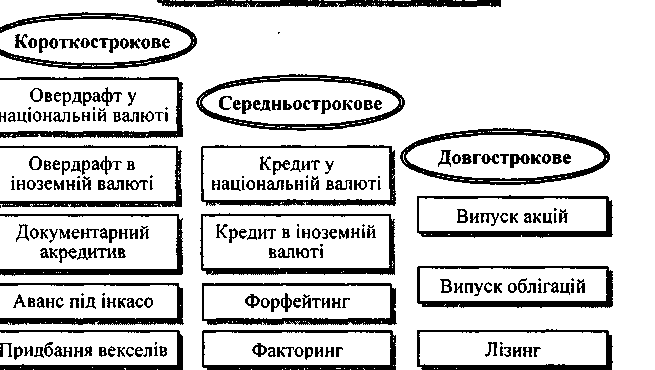 Короткострокове
Овердрафт у
національній валюті
Овердрафт в
іноземній валюті
Документарний
акредитив
Аванс під інкасо
Придбання векселів
Середньострокове
Кредит у
національній валюті
Кредит в іноземній
валюті
Форфейтинг
Факторинг
Довгострокове
Випуск акцій
Випуск облігацій
Лізинг